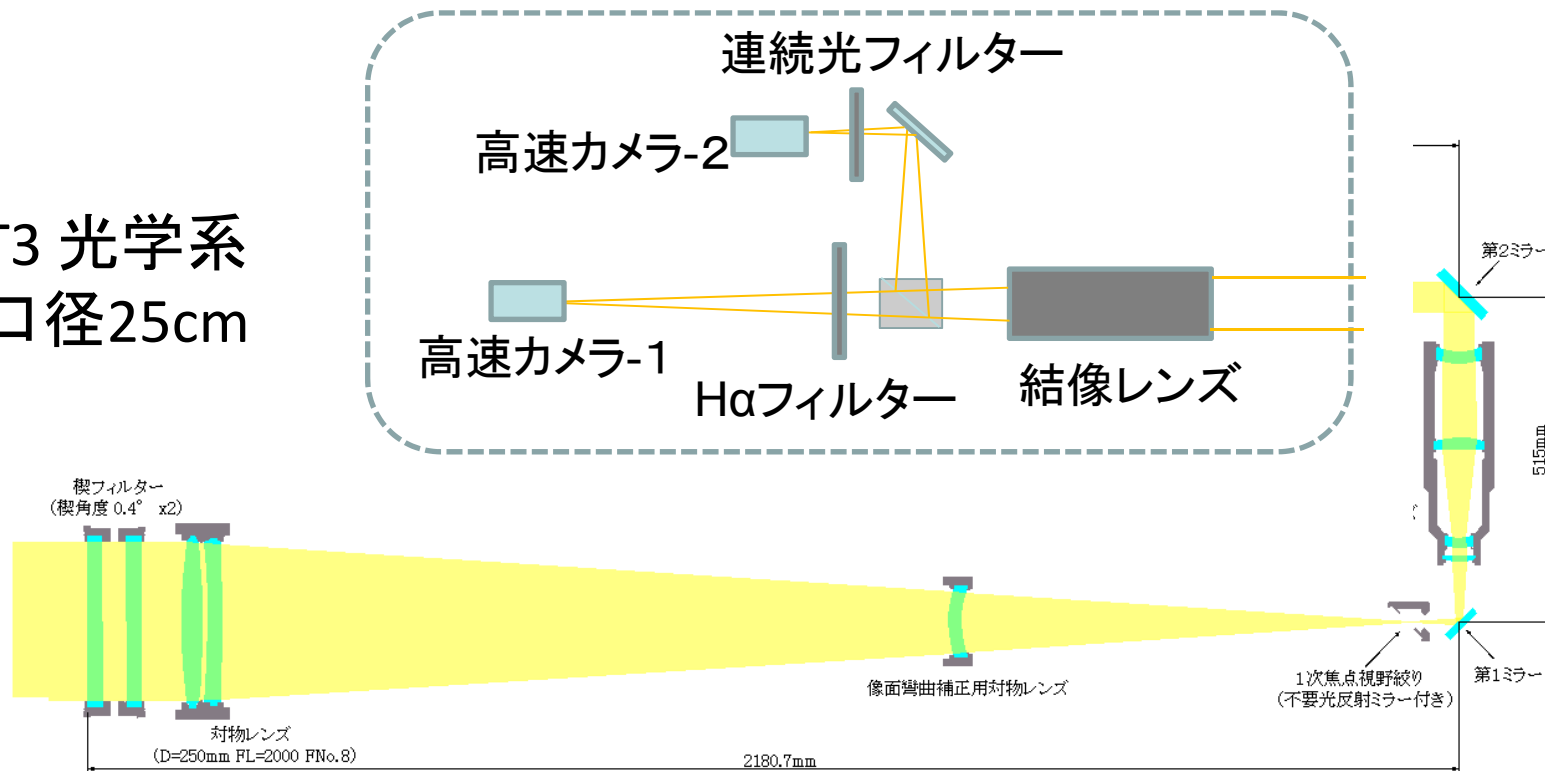 連続光フィルター
高速カメラ-2
T3 光学系
口径25cm
高速カメラ-1
Hαフィルター
結像レンズ
第2ミラー
515mm
楔フィルター
(楔角度 0.4° x2)
像面彎曲補正用対物レンズ
1次焦点視野絞り
(不要光反射ミラー付き)
第1ミラー
対物レンズ
(D=250mm FL=2000 FNo.8)
2180.7mm